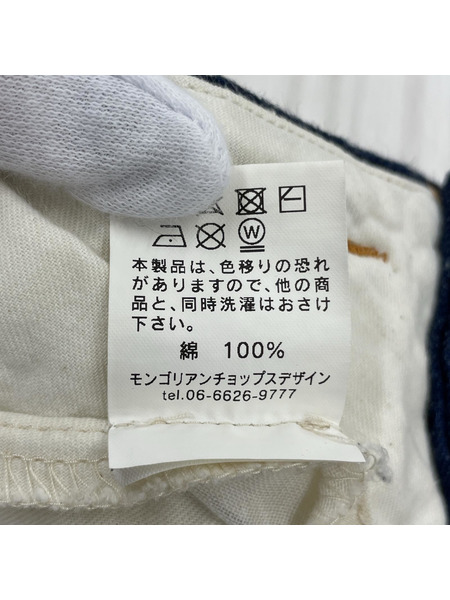 W
本製品は、色移りの恐れ
がありますので、他の商品
品と、同時洗濯はおさけ
下さい。
綿 100%
モンゴリアンチョップスデザイン
tel.06-6626-9777